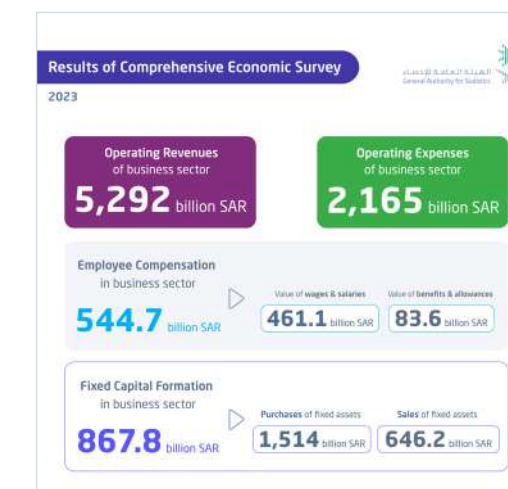 Results of Comprehensive Economic Survey
الهيئة العامة للإحصاء
General Authority for Statistics
2023
Operating Revenues
of business sector
5,292 billion SAR
Operating Expenses
of business sector
2,165 billion SAR
Employee Compensation
in business sector
544.7 billion SAR
Value of wages & salaries
461.1 billion SAR
Value of benefits & allowances
83.6 billion SAR
Fixed Capital Formation
in business sector
867.8 billion SAR
Purchases of fixed assets
1,514 billion SAR
Sales of fixed assets
646.2 billion SAR